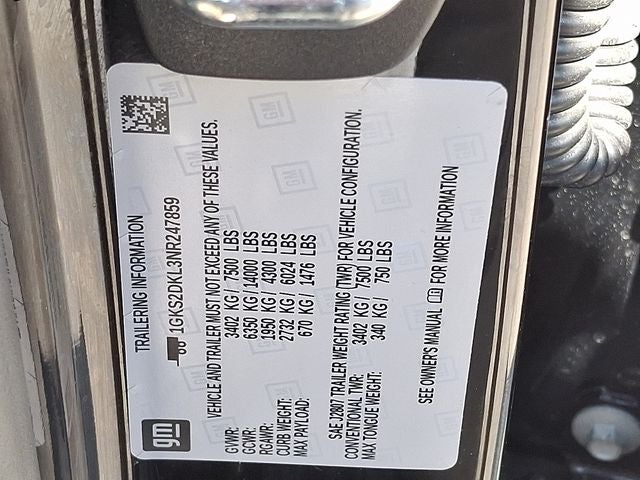 gm
TRAILERING INFORMATION
1GKS2DKL3NR247859
VEHICLE AND TRAILER MUST NOT EXCEED ANY OF THESE VALUES.
GVWR: 3402 KG / 7500 LBS
GCWR: 6350 KG / 14000 LBS
RGAWR: 1950 KG / 4300 LBS
CURB WEIGHT: 2732 KG / 6024 LBS
MAX PAYLOAD: 670 KG / 1476 LBS
SAE J2807 TRAILER WEIGHT RATING (TWR) FOR VEHICLE CONFIGURATION.
CONVENTIONAL TWR: 3402 KG / 7500 LBS
MAX TONGUE WEIGHT: 340 KG / 750 LBS
SEE OWNER'S MANUAL FOR MORE INFORMATION